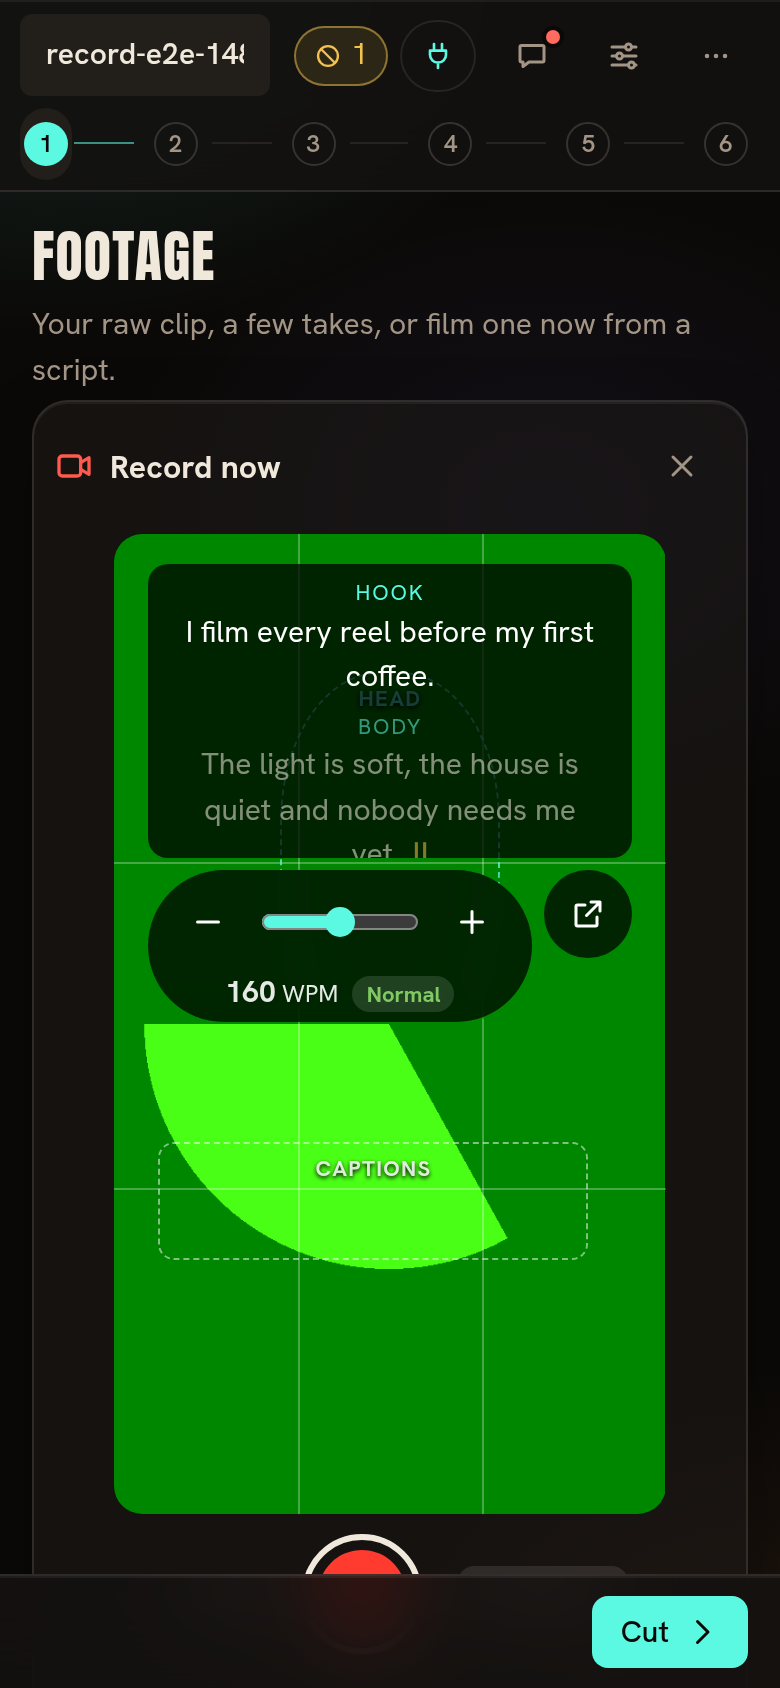 record-e2e-148
1
1
2
3
4
5
6
FOOTAGE
Your raw clip, a few takes, or film one now from a
script.
Record now
HOOK
I film every reel before my first
coffee.
HEAD
BODY
The light is soft, the house is
quiet and nobody needs me
yet. ||
160 WPM Normal
CAPTIONS
Cut